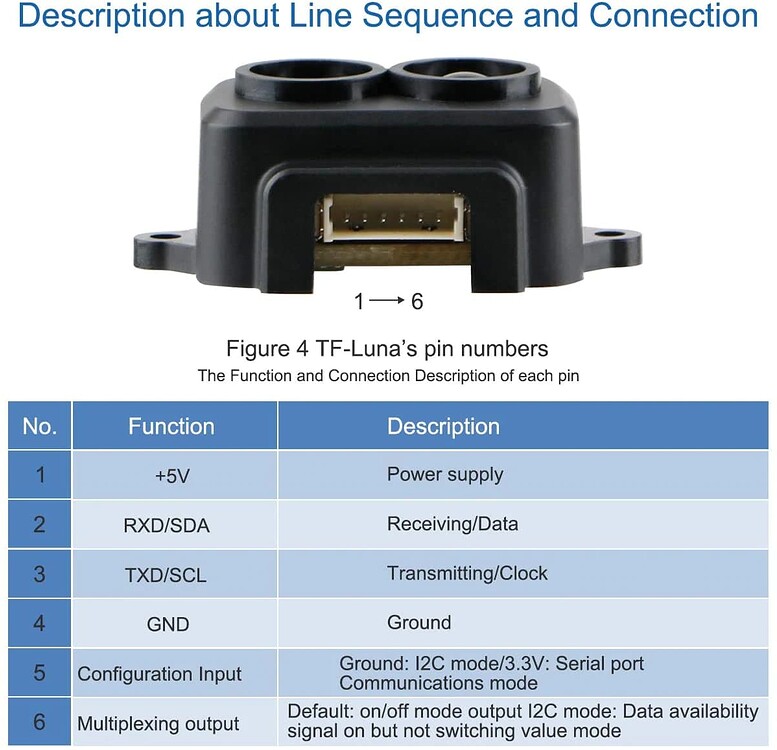 Description about Line Sequence and Connection
1 → 6
Figure 4 TF-Luna's pin numbers
The Function and Connection Description of each pin
No. Function Description
1 +5V Power supply
2 RXD/SDA Receiving/Data
3 TXD/SCL Transmitting/Clock
4 GND Ground
5 Configuration Input Ground: I2C mode/3.3V: Serial port
Communications mode
6 Multiplexing output Default: on/off mode output I2C mode: Data availability
signal on but not switching value mode